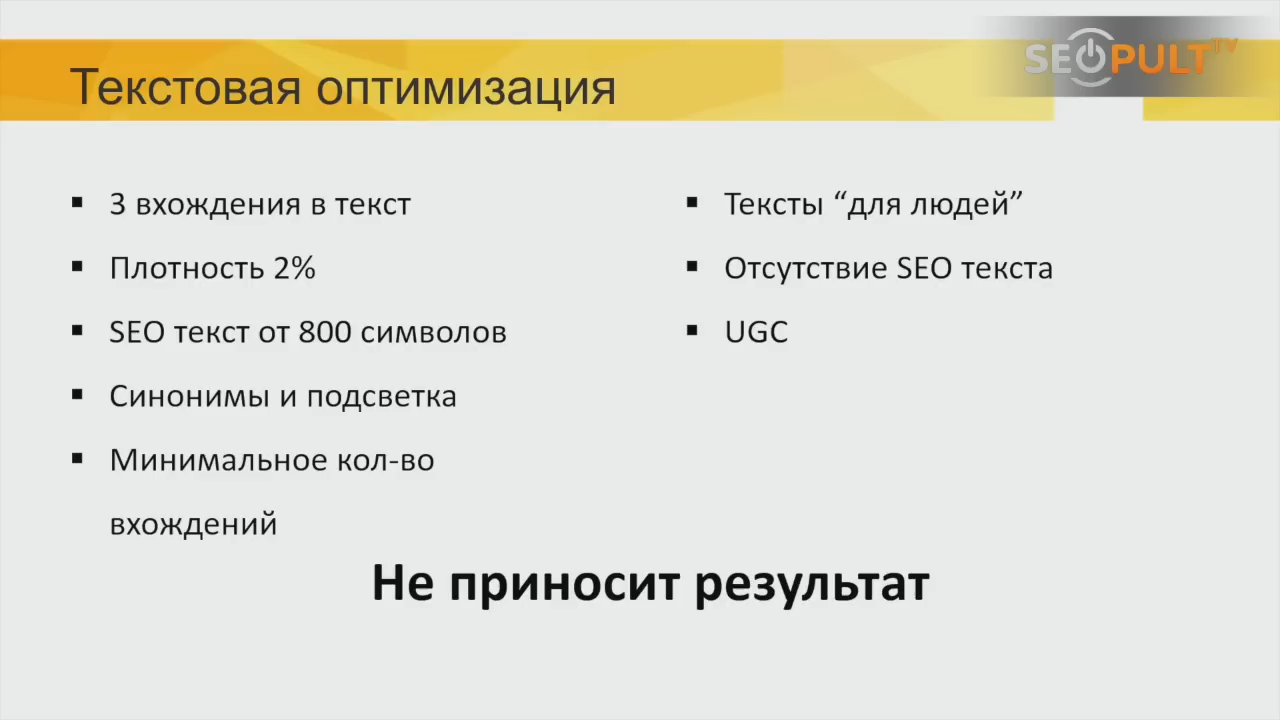 SEOPULT TV
Текстовая оптимизация
▪ 3 вхождения в текст
▪ Плотность 2%
▪ SEO текст от 800 символов
▪ Синонимы и подсветка
▪ Минимальное кол-во
вхождений
▪ Тексты “для людей”
▪ Отсутствие SEO текста
▪ UGC
Не приносит результат